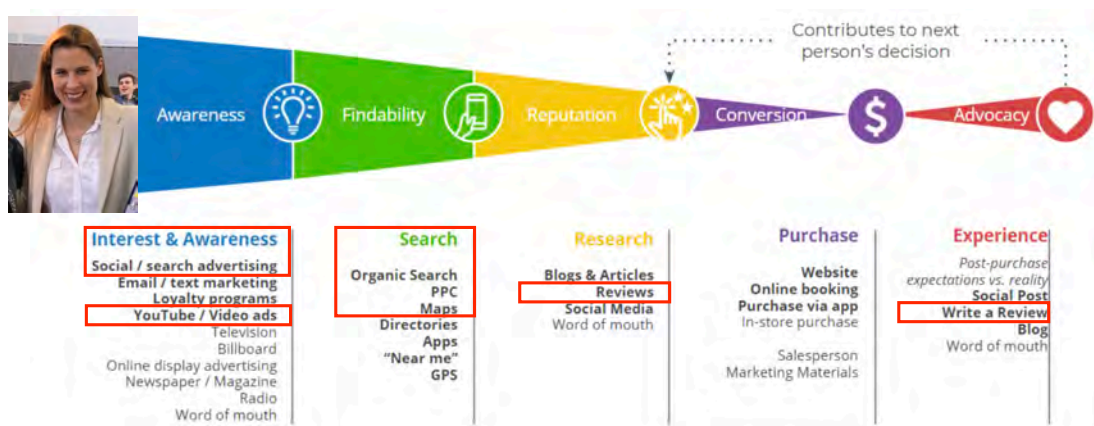 Contributes to next
person's decision
Awareness
Findability
Reputation
Conversion
$
Advocacy
Interest & Awareness
Social / search advertising
Email / text marketing
Loyalty programs
YouTube / Video ads
Television
Billboard
Online display advertising
Newspaper / Magazine
Radio
Word of mouth
Search
Organic Search
PPC
Maps
Directories
Apps
“Near me”
GPS
Research
Blogs & Articles
Reviews
Social Media
Word of mouth
Purchase
Website
Online booking
Purchase via app
In-store purchase
Salesperson
Marketing Materials
Experience
Post-purchase
expectations vs. reality
Social Post
Write a Review
Blog
Word of mouth